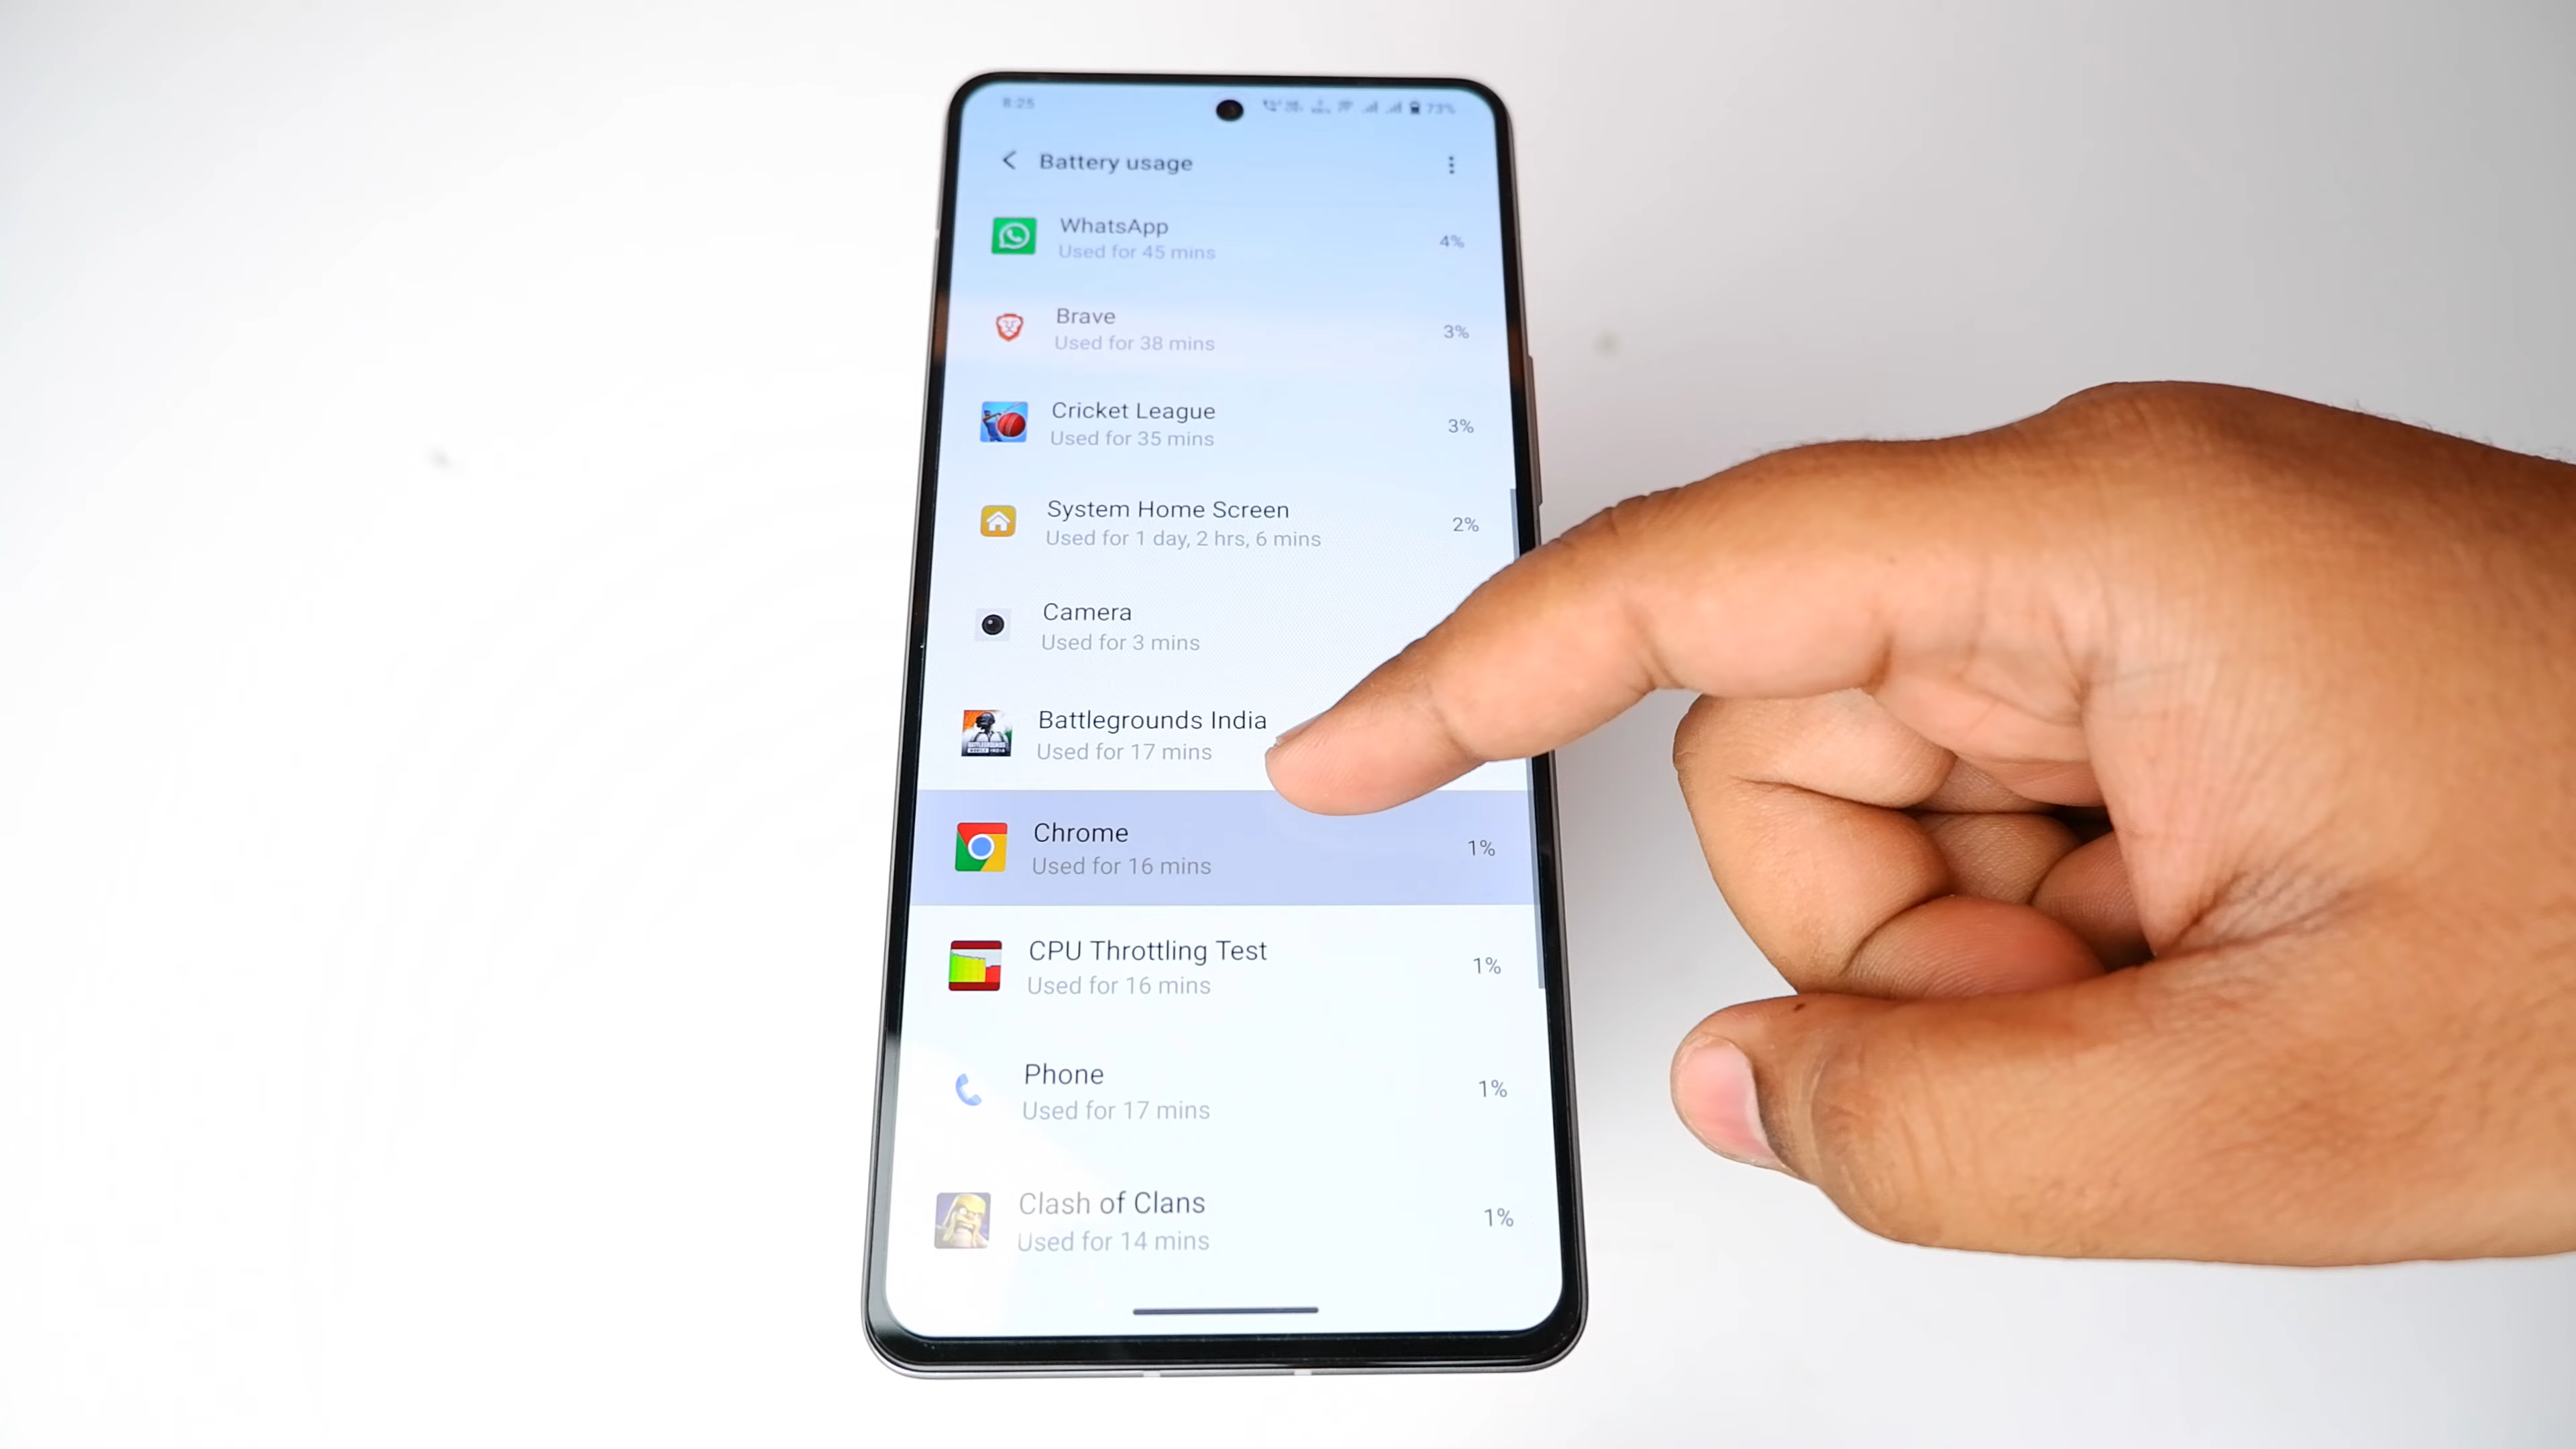 8:25
73%
Battery usage
WhatsApp
4%
Used for 45 mins
Brave
3%
Used for 38 mins
Cricket League
3%
Used for 35 mins
System Home Screen
2%
Used for 1 day, 2 hrs, 6 mins
Camera
Used for 3 mins
Battlegrounds India
Used for 17 mins
Chrome
1%
Used for 16 mins
CPU Throttling Test
1%
Used for 16 mins
Phone
1%
Used for 17 mins
Clash of Clans
1%
Used for 14 mins